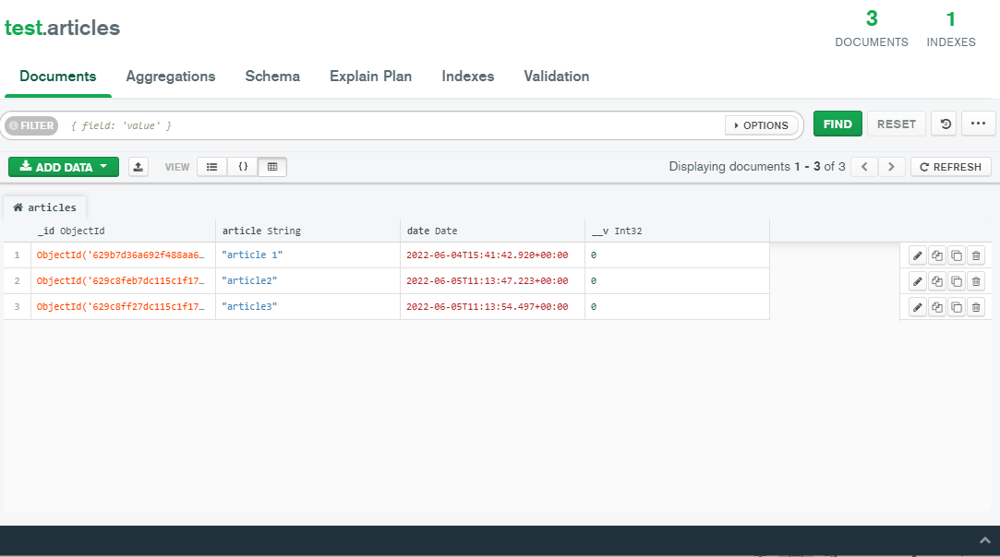 test.articles
3 1
DOCUMENTS INDEXES
Documents Aggregations Schema Explain Plan Indexes Validation
FILTER { field: 'value' } OPTIONS FIND RESET
ADD DATA VIEW {} Displaying documents 1 - 3 of 3 REFRESH
articles
_id ObjectId article String date Date __v Int32
1 ObjectId('629b7d36a692f488aa6… "article 1" 2022-06-04T15:41:42.920+00:00 0
2 ObjectId('629c8feb7dc115c1f17… "article2" 2022-06-05T11:13:47.223+00:00 0
3 ObjectId('629c8ff27dc115c1f17… "article3" 2022-06-05T11:13:54.497+00:00 0